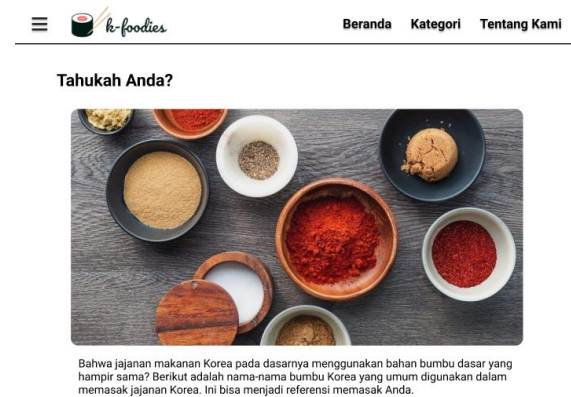 k-foodies
Beranda Kategori Tentang Kami
Tahukah Anda?
Bahwa jajanan makanan Korea pada dasarnya menggunakan bahan bumbu dasar yang
hampir sama? Berikut adalah nama-nama bumbu Korea yang umum digunakan dalam
memasak jajanan Korea. Ini bisa menjadi referensi memasak Anda.